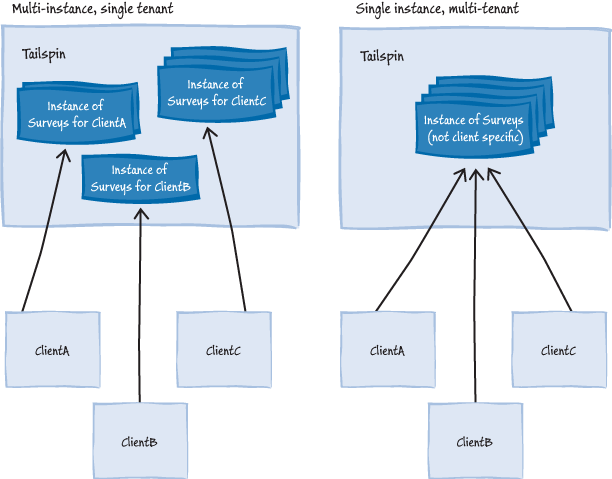 Multi-instance, single tenant
Tailspin
Instance of
Surveys for ClientA
Instance of
Surveys for ClientC
Instance of
Surveys for ClientB
ClientA
ClientC
ClientB
Single instance, multi-tenant
Tailspin
Instance of Surveys
(not client specific)
ClientA
ClientC
ClientB